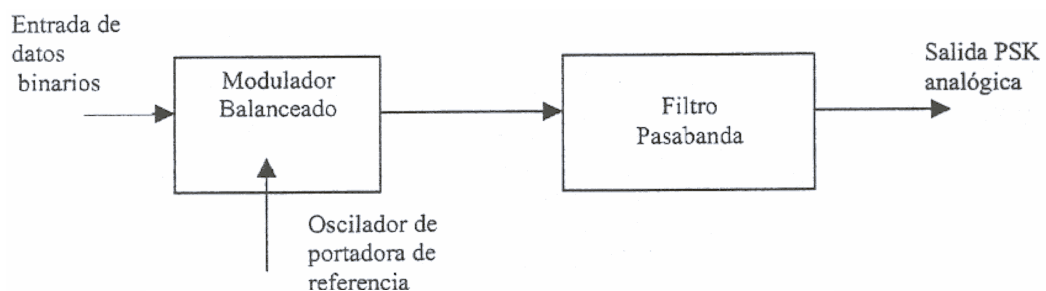 Entrada de
datos
binarios
Modulador
Balanceado
Oscilador de
portadora de
referencia
Filtro
Pasabanda
Salida PSK
analógica